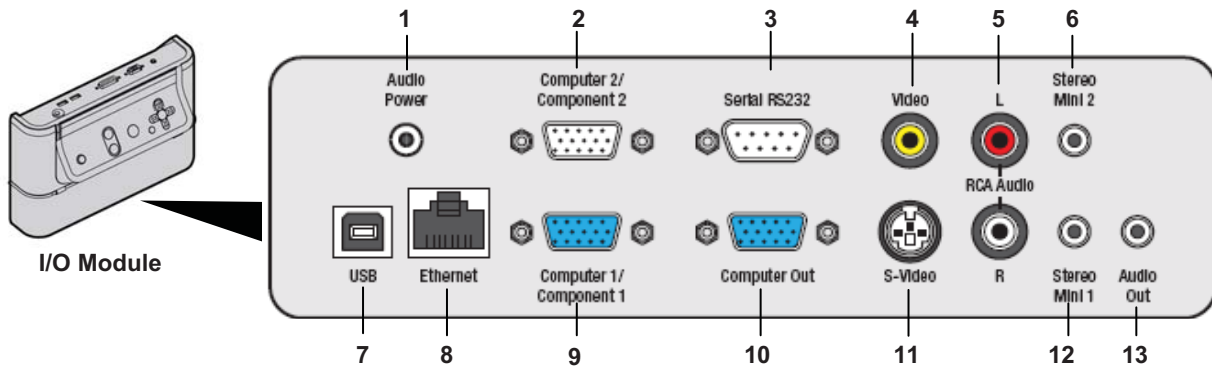 1 2 3 4 5 6
Audio
Power
Computer 2/
Component 2
Serial RS232
Video
L
Stereo
Mini 2
RCA Audio
I/O Module
USB
Ethernet
Computer 1/
Component 1
Computer Out
S-Video
R
Stereo
Mini 1
Audio
Out
7 8 9 10 11 12 13